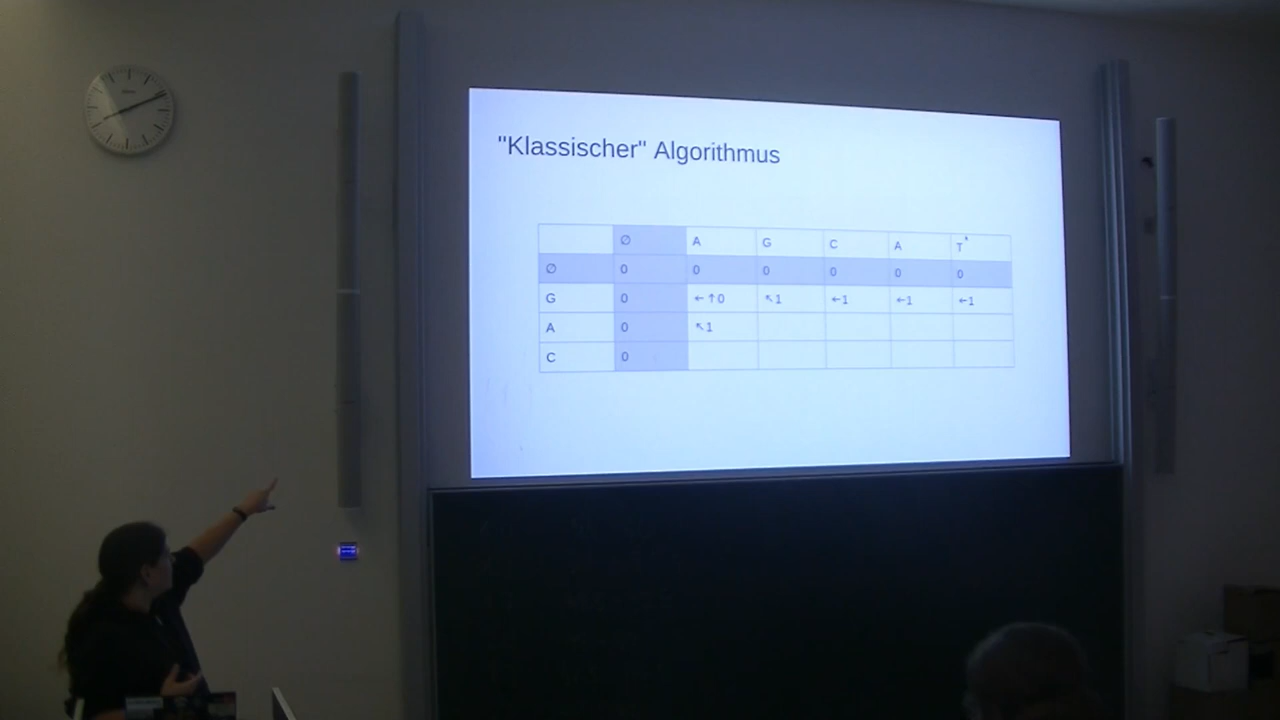 "Klassischer" Algorithmus
∅ A G C A T
∅ 0 0 0 0 0 0
G 0 ←↑0 ↖1 ←1 ←1 ←1
A 0 ↖1
C 0